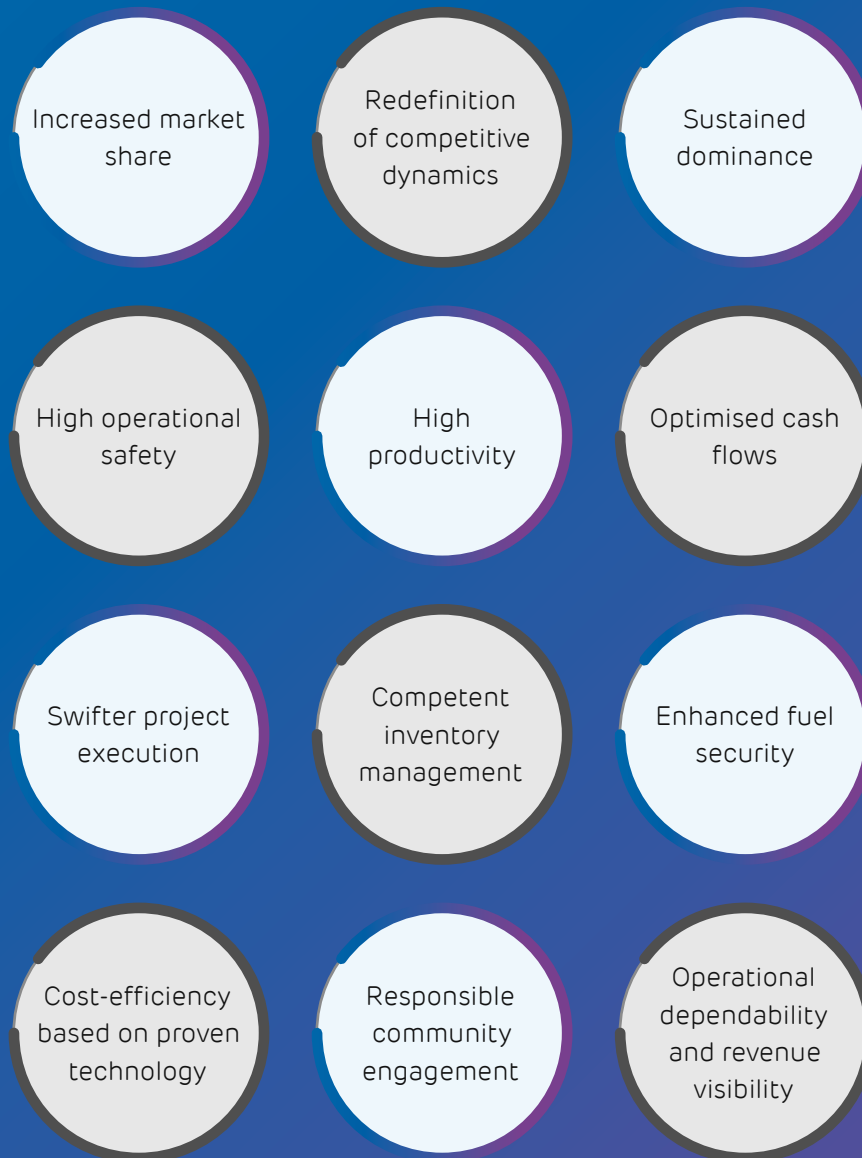 Increased market
share
Redefinition
of competitive
dynamics
Sustained
dominance
High operational
safety
High
productivity
Optimised cash
flows
Swifter project
execution
Competent
inventory
management
Enhanced fuel
security
Cost-efficiency
based on proven
technology
Responsible
community
engagement
Operational
dependability
and revenue
visibility